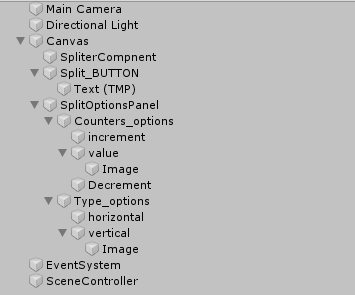 Main Camera
Directional Light
Canvas
SpliterCompnent
Split_BUTTON
Text (TMP)
SplitOptionsPanel
Counters_options
increment
value
Image
Decrement
Type_options
horizontal
vertical
Image
EventSystem
SceneController